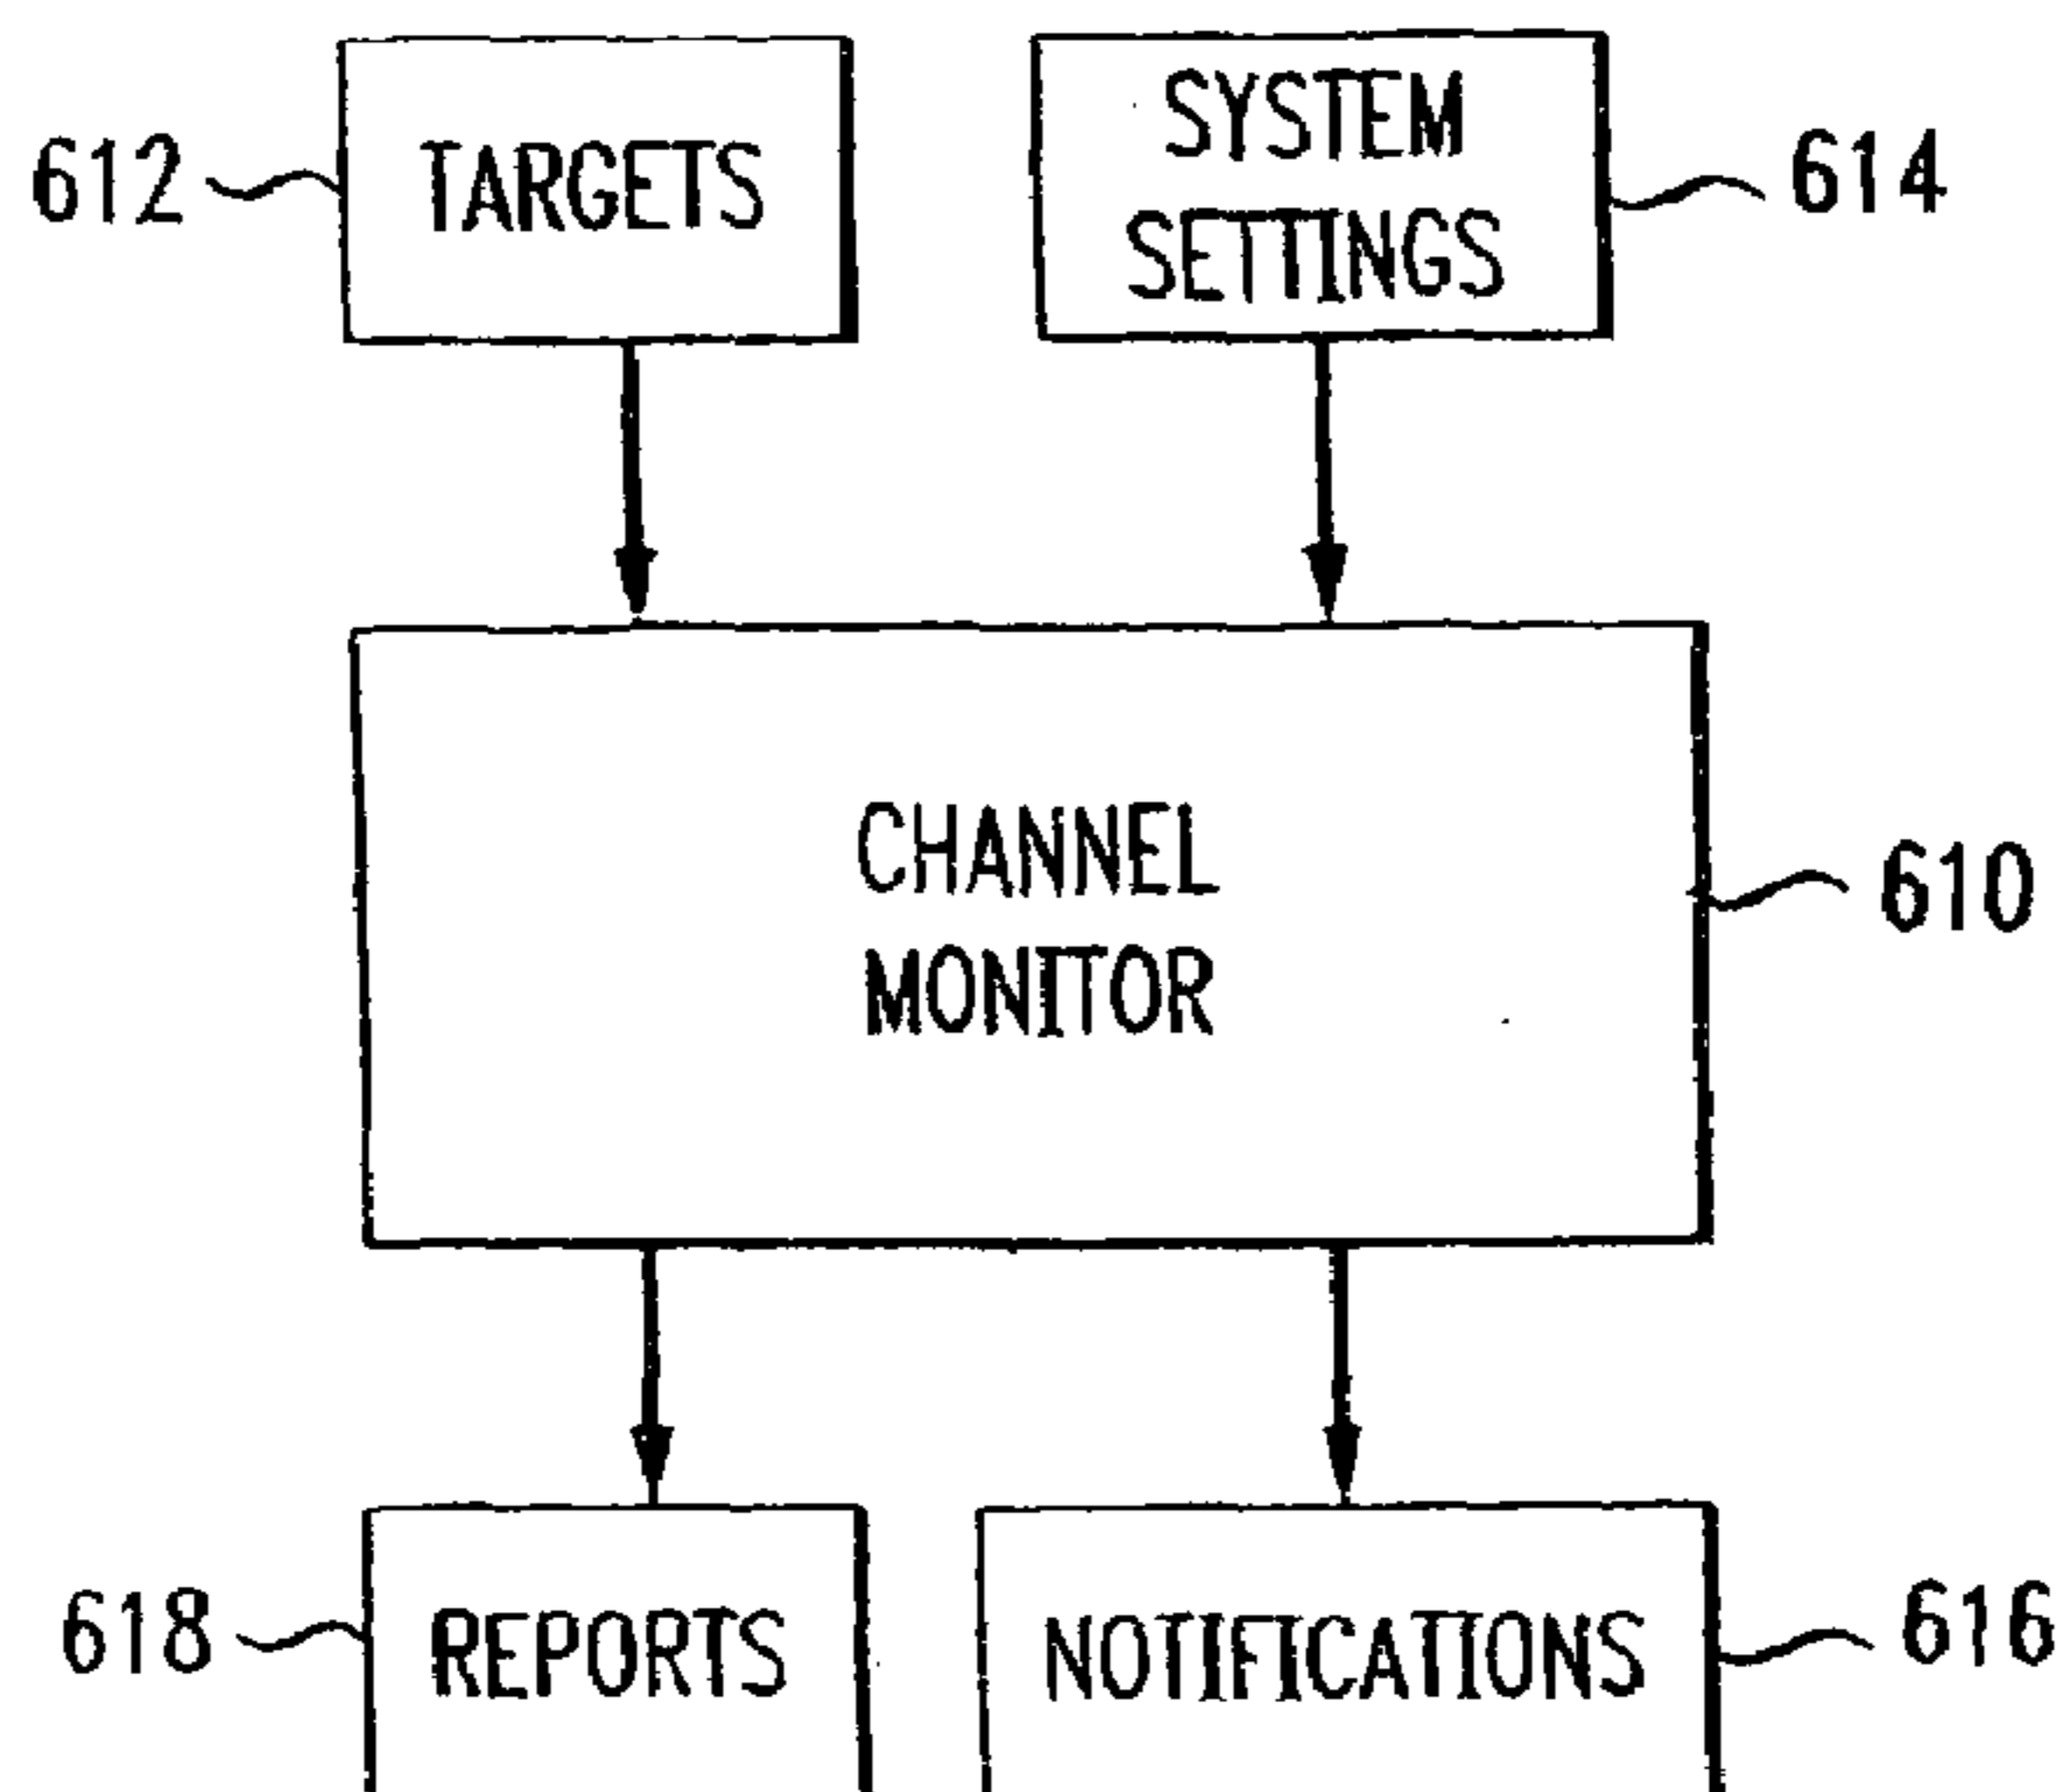 612
TARGETS
SYSTEM
SETTINGS
614
CHANNEL
MONITOR
610
618
REPORTS
NOTIFICATIONS
616